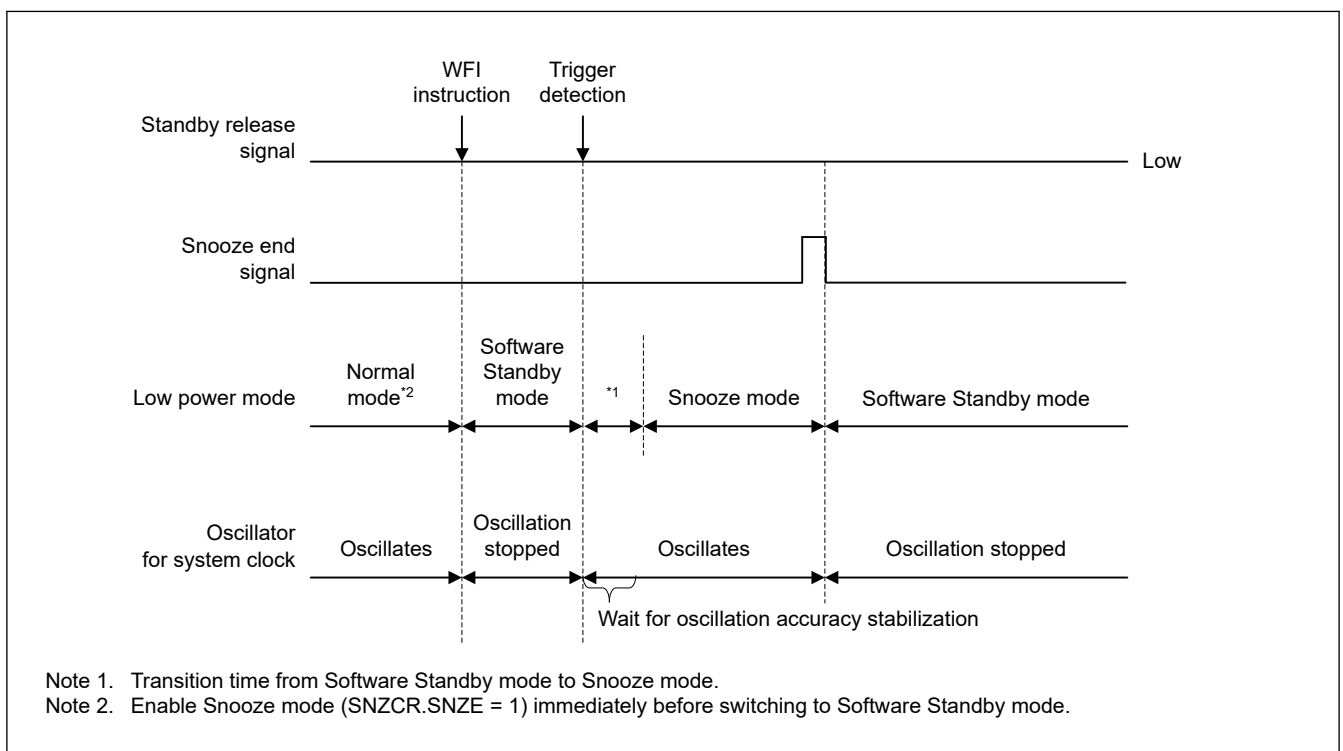 WFI
instruction
Trigger
detection
Standby release
signal
Low
Snooze end
signal
Low power mode
Normal
mode*2
Software
Standby
mode
*1
Snooze mode
Software Standby mode
Oscillator
for system clock
Oscillates
Oscillation
stopped
Oscillates
Oscillation stopped
Wait for oscillation accuracy stabilization
Note 1. Transition time from Software Standby mode to Snooze mode.
Note 2. Enable Snooze mode (SNZCR.SNZE = 1) immediately before switching to Software Standby mode.